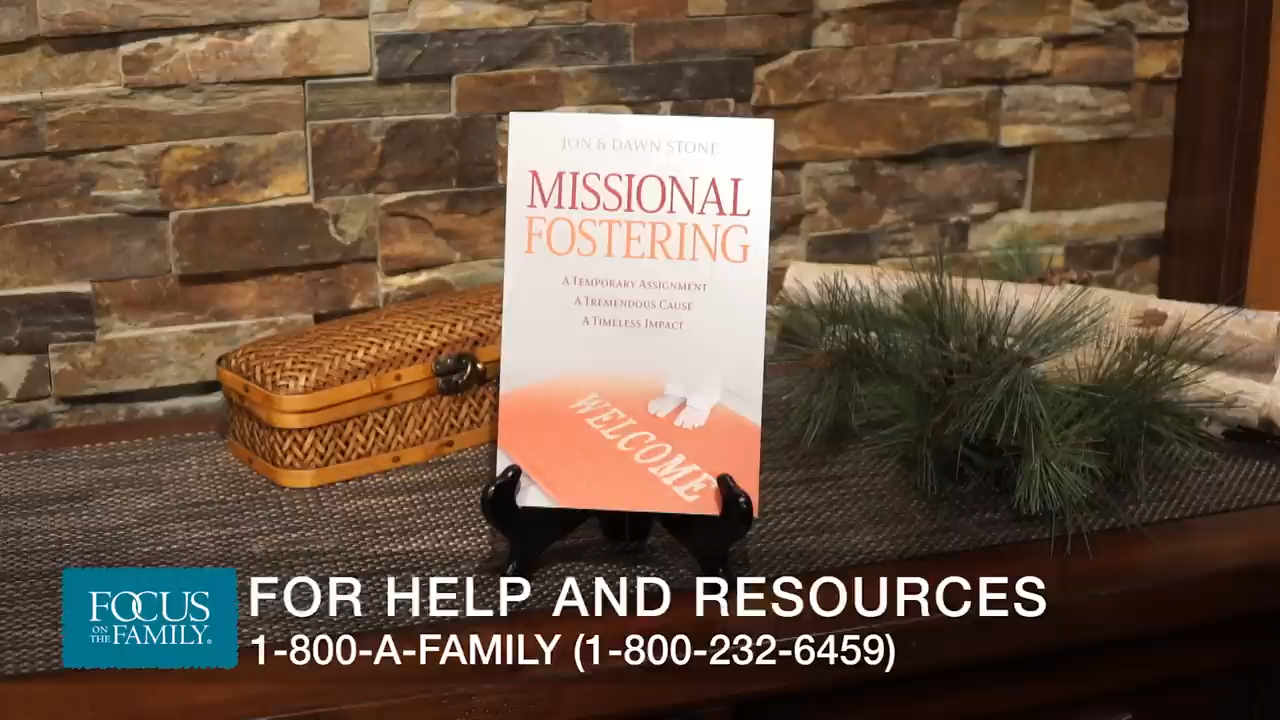 JON & DAWN STONE
MISSIONAL
FOSTERING
A TEMPORARY ASSIGNMENT
A TREMENDOUS CAUSE
A TIMELESS IMPACT
WELCOME
FOCUS
ON THE
FAMILY®
FOR HELP AND RESOURCES
1-800-A-FAMILY (1-800-232-6459)